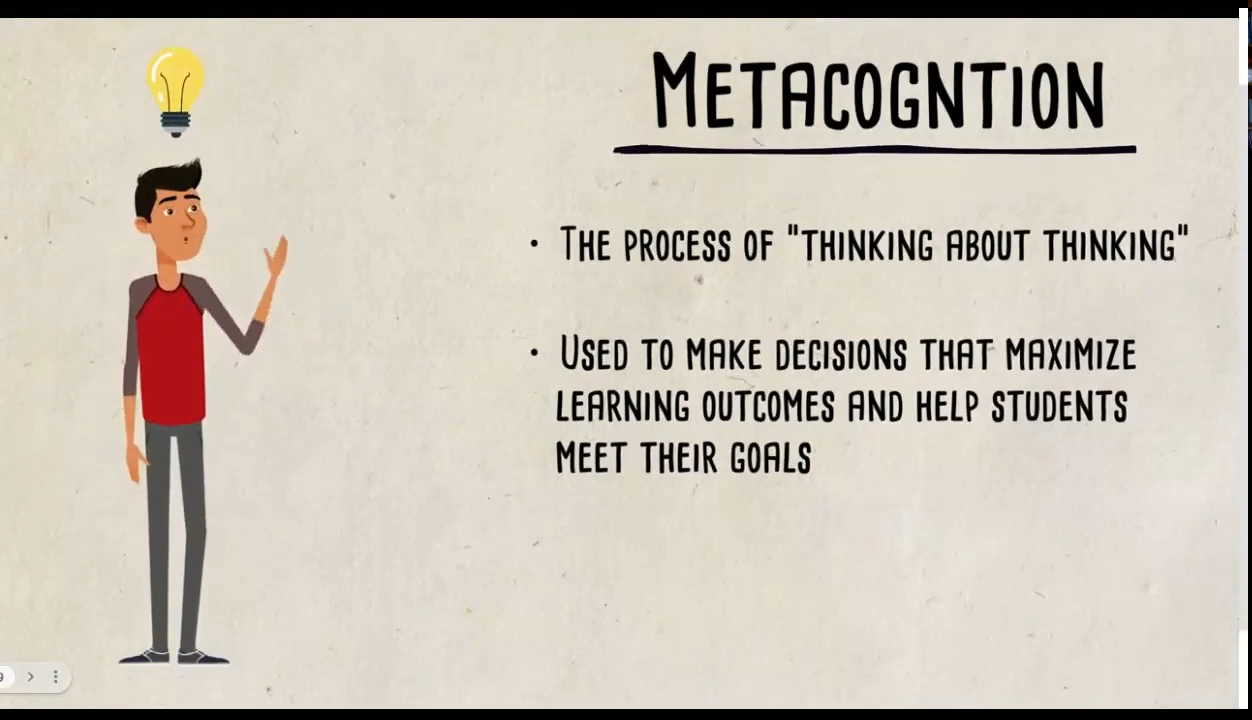 METACOGNTION
• THE PROCESS OF "THINKING ABOUT THINKING"
• USED TO MAKE DECISIONS THAT MAXIMIZE
LEARNING OUTCOMES AND HELP STUDENTS
MEET THEIR GOALS
9